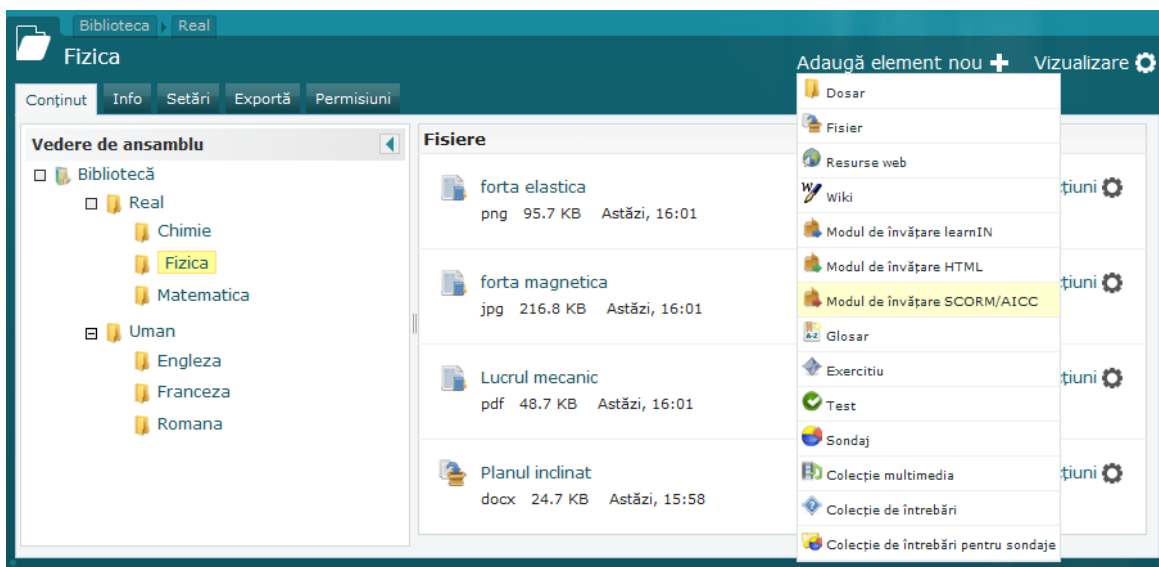 Biblioteca Real
Fizica
Adaugă element nou Vizualizare
Conținut Info Setări Exportă Permisiuni
Vedere de ansamblu
Bibliotecă
Real
Chimie
Fizica
Matematica
Uman
Engleza
Franceza
Romana
Fisiere
forta elastica
png 95.7 KB Astăzi, 16:01
forta magnetica
jpg 216.8 KB Astăzi, 16:01
Lucrul mecanic
pdf 48.7 KB Astăzi, 16:01
Planul inclinat
docx 24.7 KB Astăzi, 15:58
Dosar
Fisier
Resurse web
Wiki
Modul de învățare learnIN
Modul de învățare HTML
Modul de învățare SCORM/AICC
Glosar
A-Z
Exercitiu
Test
Sondaj
Colecție multimedia
Colecție de întrebări
Colecție de întrebări pentru sondaje
țiuni
țiuni
țiuni
țiuni